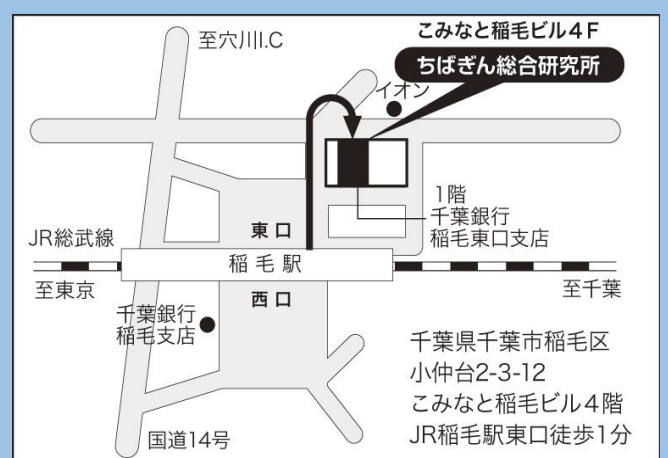 こみなと稲毛ビル4F
至穴川I.C
ちばぎん総合研究所
イオン
1階
千葉銀行
稲毛東口支店
東口
JR総武線
稲毛駅
至東京
西口
至千葉
千葉銀行
稲毛支店
千葉県千葉市稲毛区
小仲台2-3-12
こみなと稲毛ビル4階
JR稲毛駅東口徒歩1分
国道14号